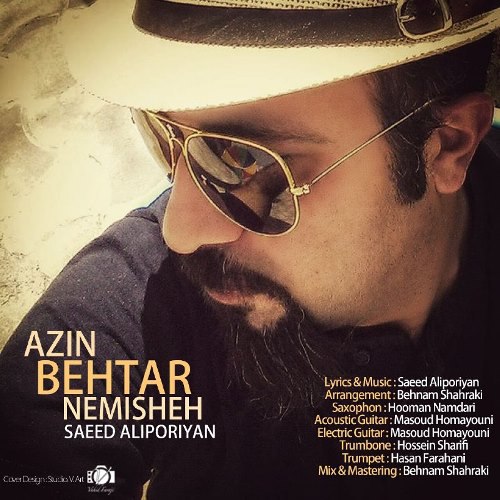 AZIN
BEHTAR
NEMISHEH
SAEED ALIPORIYAN
Lyrics & Music : Saeed Aliporiyan
Arrangement : Behnam Shahraki
Saxophon : Hooman Namdari
Acoustic Guitar : Masoud Homayouni
Electric Guitar : Masoud Homayouni
Trumbone : Hossein Sharifi
Trumpet : Hasan Farahani
Mix & Mastering : Behnam Shahraki
Cover Design : Studio V. Art